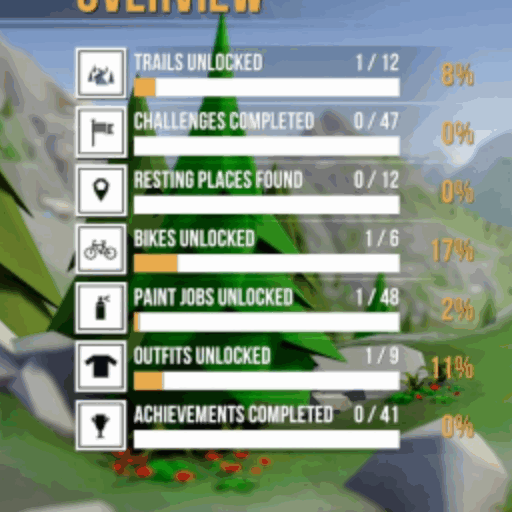 OVERVIEW
TRAILS UNLOCKED 1 / 12 8%
CHALLENGES COMPLETED 0 / 47 0%
RESTING PLACES FOUND 0 / 12 0%
BIKES UNLOCKED 1 / 6 17%
PAINT JOBS UNLOCKED 1 / 48 2%
OUTFITS UNLOCKED 1 / 9 11%
ACHIEVEMENTS COMPLETED 0 / 41 0%